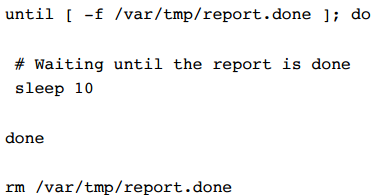 until [ -f /var/tmp/report.done ]; do
# Waiting until the report is done
sleep 10
done
rm /var/tmp/report.done